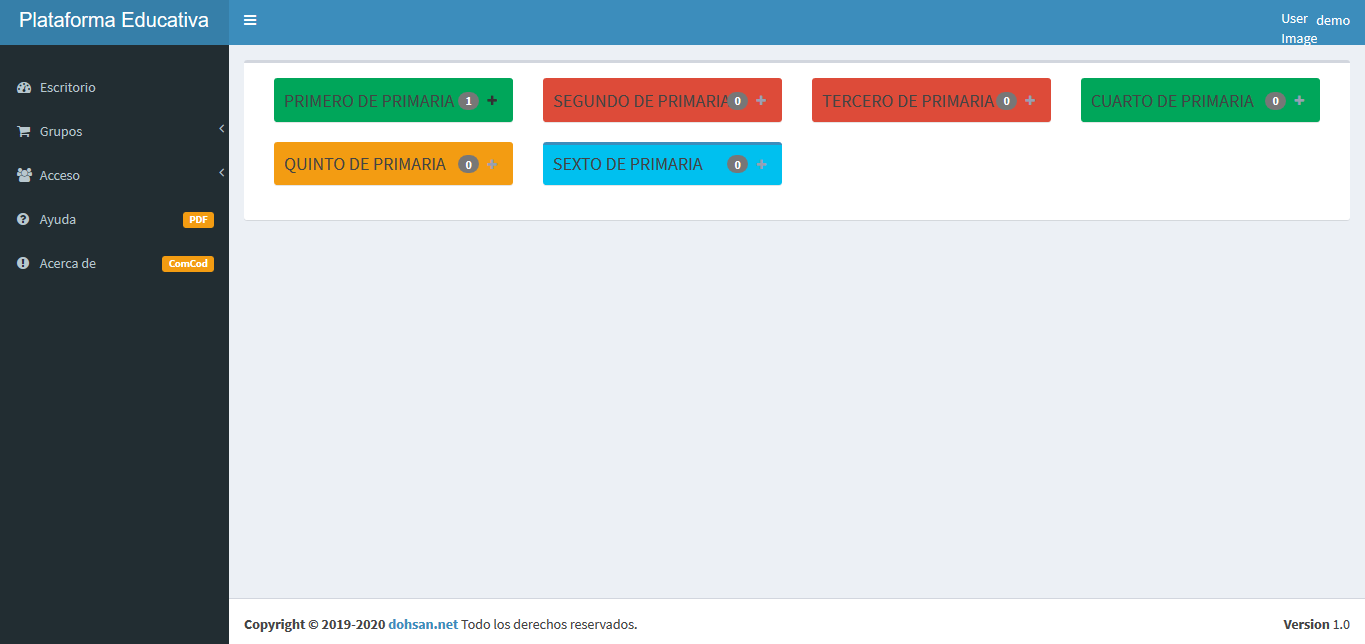 Plataforma Educativa
User Image demo
Escritorio
Grupos
Acceso
Ayuda PDF
Acerca de ComCod
PRIMERO DE PRIMARIA 1
SEGUNDO DE PRIMARIA 0
TERCERO DE PRIMARIA 0
CUARTO DE PRIMARIA 0
QUINTO DE PRIMARIA 0
SEXTO DE PRIMARIA 0
Copyright © 2019-2020 dohsan.net Todo los derechos reservados.
Version 1.0